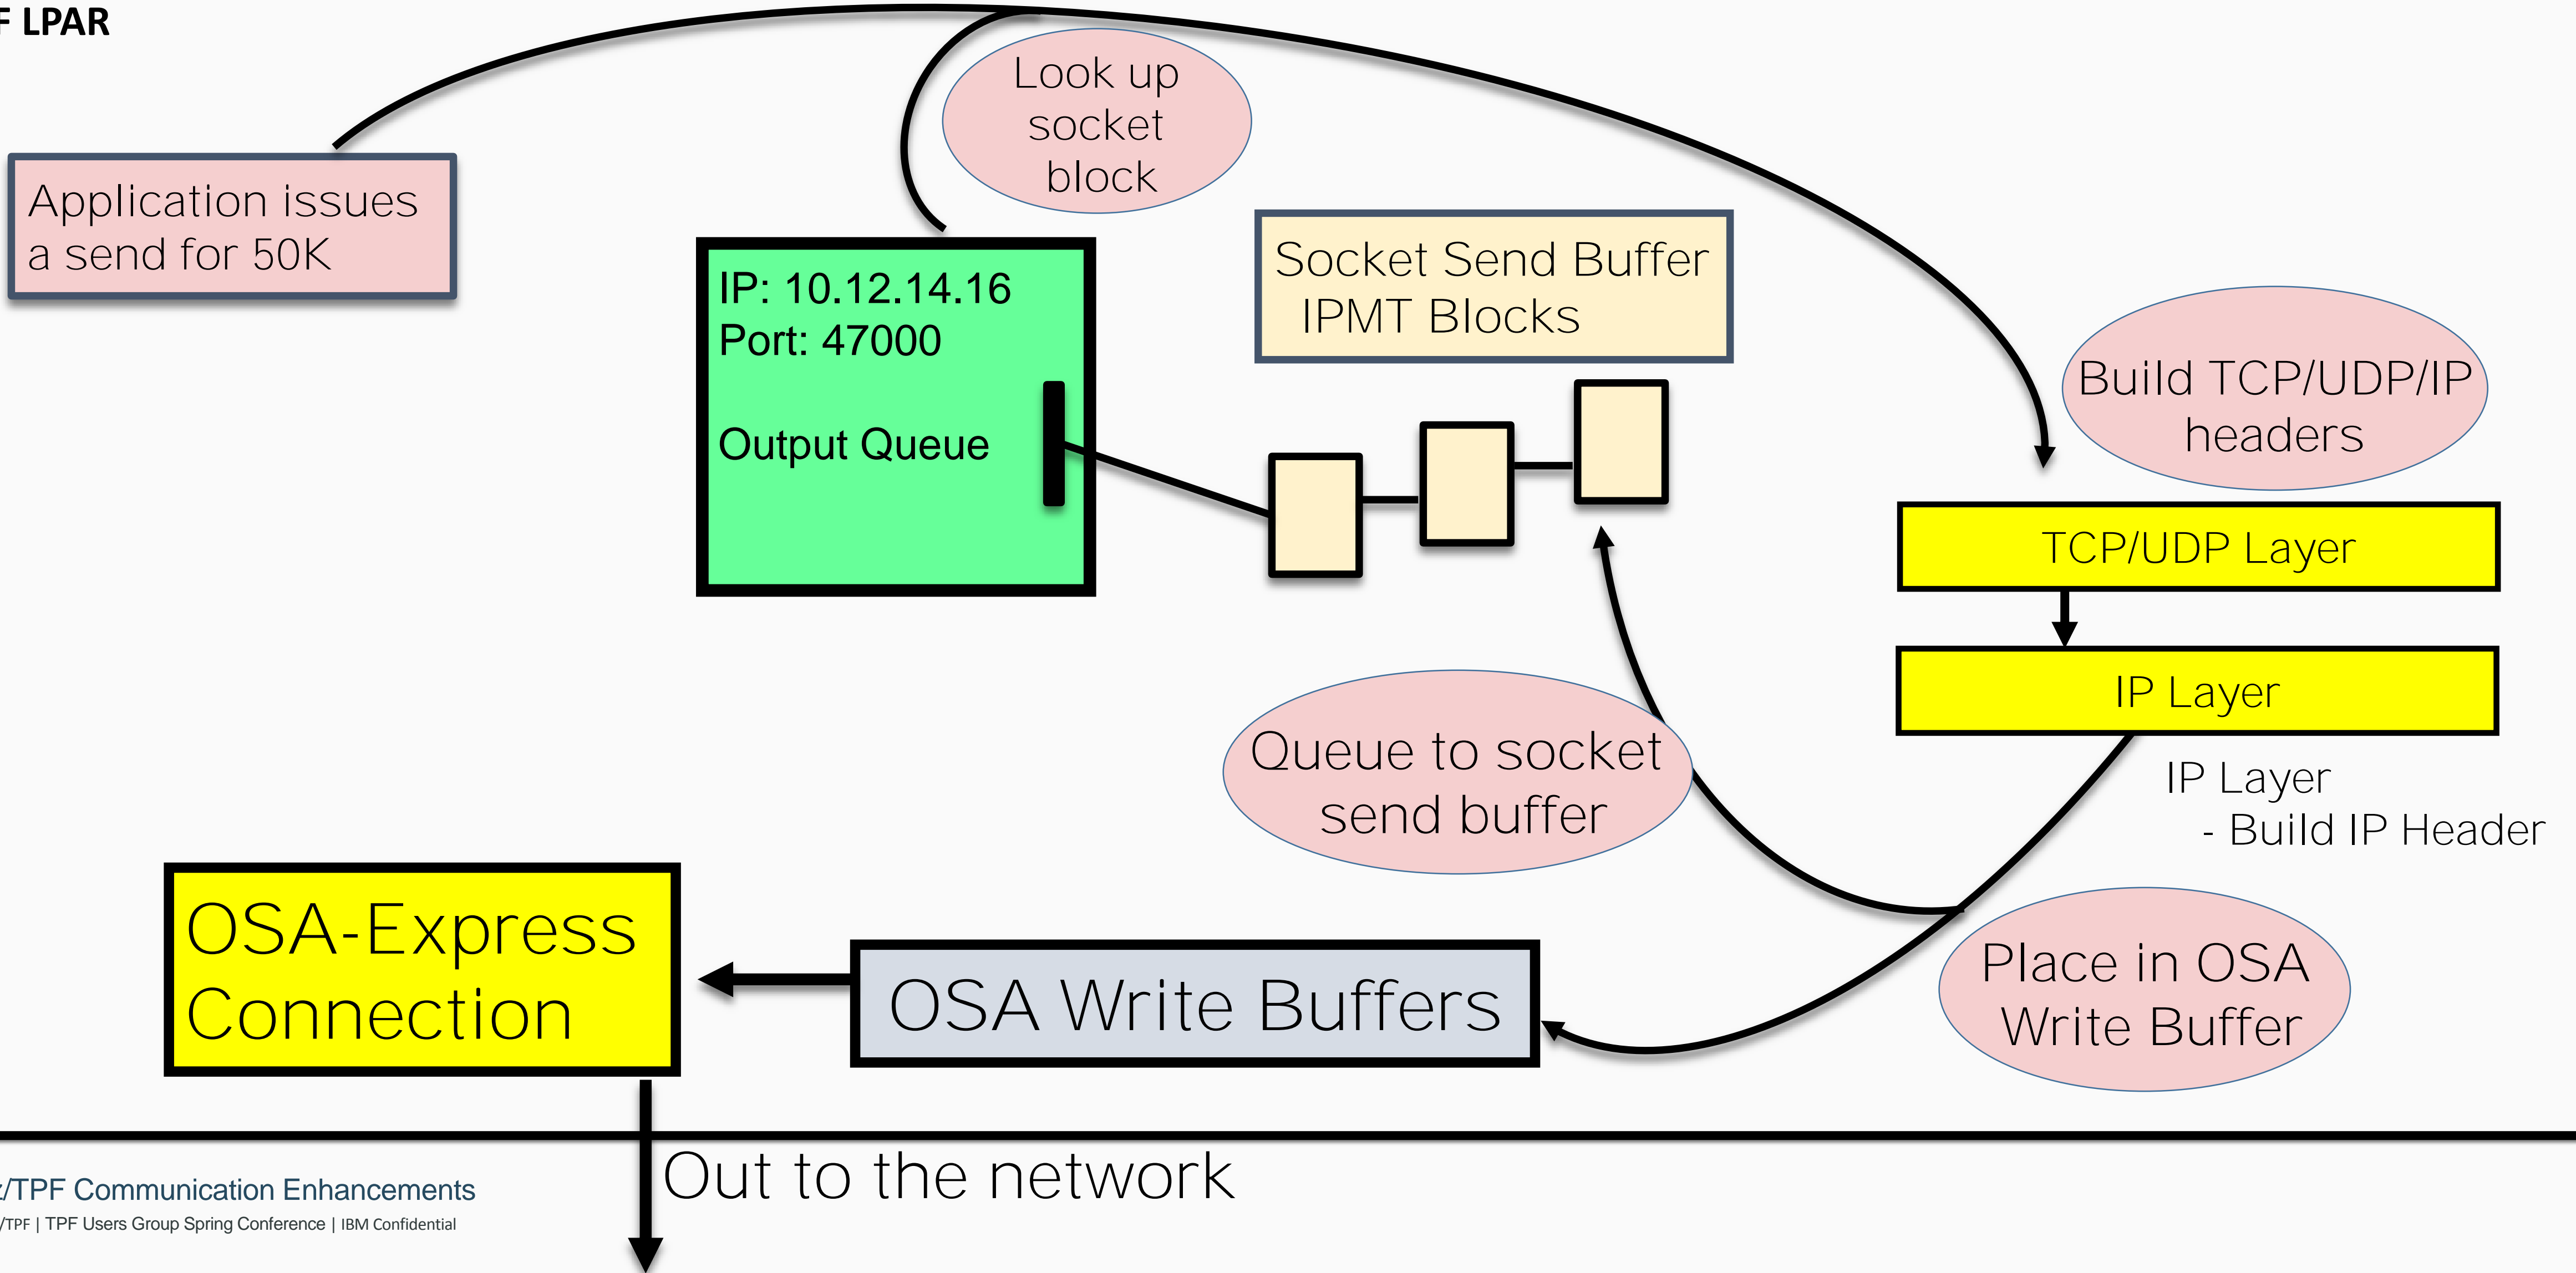 F LPAR
Look up
socket
block
Application issues
a send for 50K
IP: 10.12.14.16
Port: 47000
Output Queue
Socket Send Buffer
IPMT Blocks
Build TCP/UDP/IP
headers
TCP/UDP Layer
IP Layer
IP Layer
- Build IP Header
Queue to socket
send buffer
Place in OSA
Write Buffer
OSA Write Buffers
OSA-Express
Connection
Out to the network
z/TPF Communication Enhancements
/TPF | TPF Users Group Spring Conference | IBM Confidential